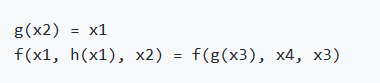 g(x2) = x1
f(x1, h(x1), x2) = f(g(x3), x4, x3)